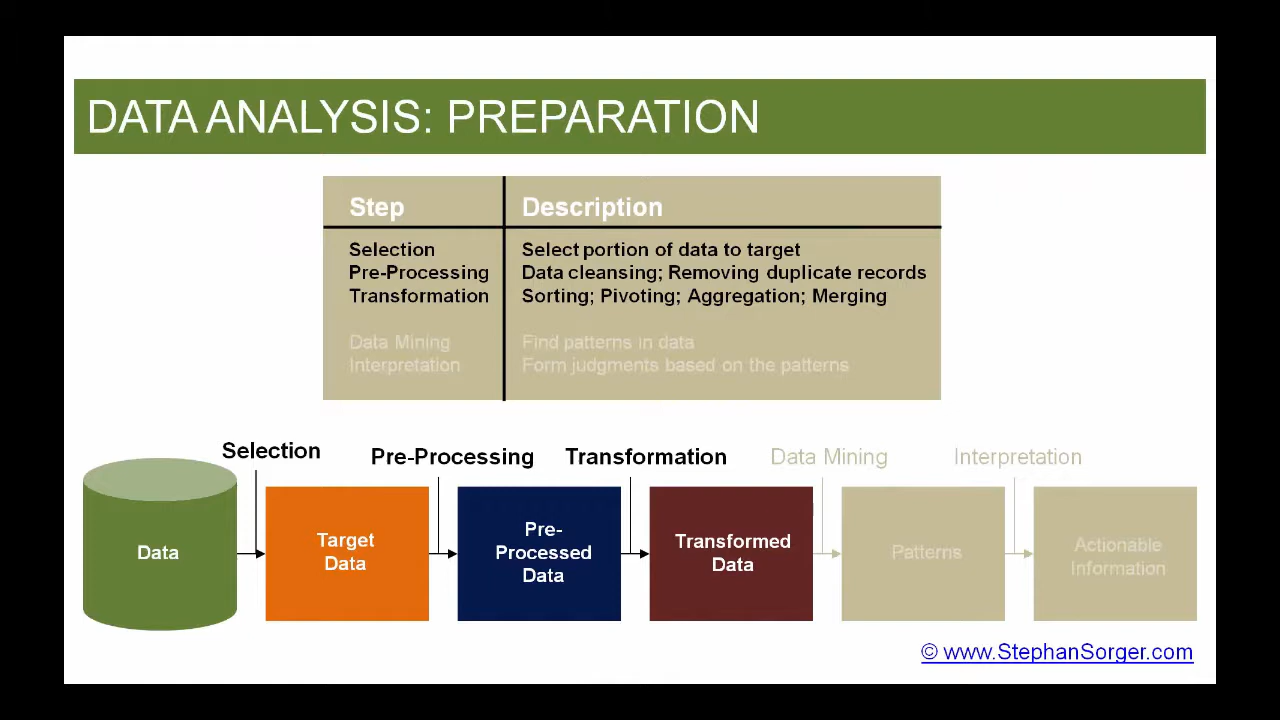 DATA ANALYSIS: PREPARATION
Step Description
Selection Select portion of data to target
Pre-Processing Data cleansing; Removing duplicate records
Transformation Sorting; Pivoting; Aggregation; Merging
Data Mining Find patterns in data
Interpretation Form judgments based on the patterns
Selection Pre-Processing Transformation Data Mining Interpretation
Data
Target
Data
Pre-
Processed
Data
Transformed
Data
Patterns
Actionable
Information
© www.StephanSorger.com